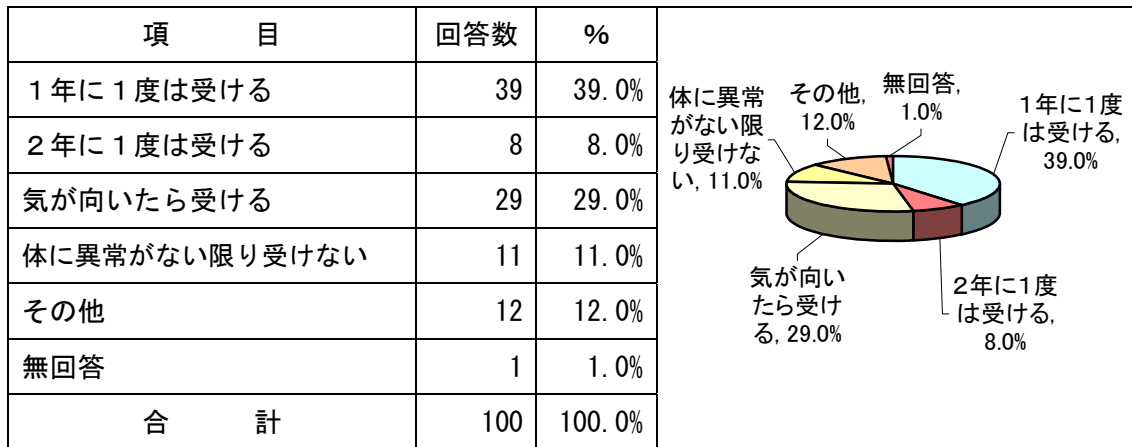 項　　目 回答数 %
１年に１度は受ける 39 39.0%
２年に１度は受ける 8 8.0%
気が向いたら受ける 29 29.0%
体に異常がない限り受けない 11 11.0%
その他 12 12.0%
無回答 1 1.0%
合　　計 100 100.0%
体に異常
がない限
り受けな
い, 11.0%
その他,
12.0%
無回答,
1.0%
1年に1度
は受ける,
39.0%
気が向い
たら受け
る, 29.0%
2年に1度
は受ける,
8.0%